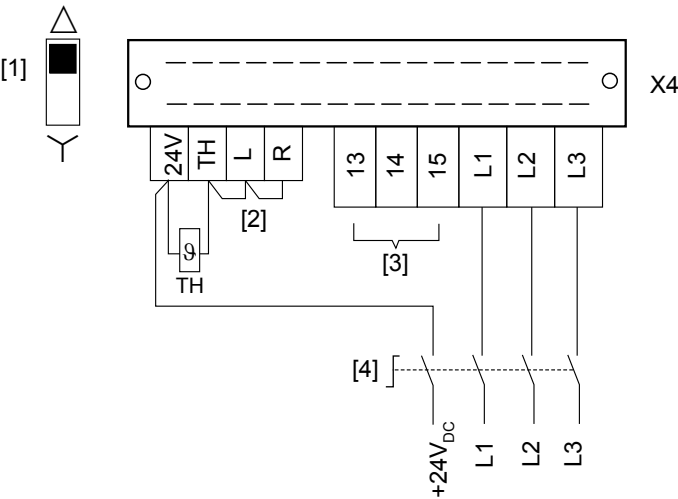 [1]
X4
24V TH L R 13 14 15 L1 L2 L3
[2]
[3]
ϑ
TH
[4]
+24VDC L1 L2 L3